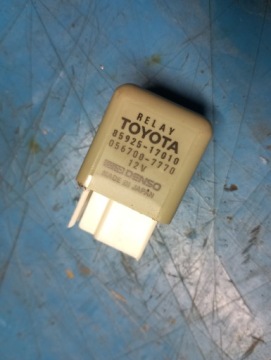 RELAY
TOYOTA
85925-17010
056700-7770
12V
DENSO
MADE IN JAPAN